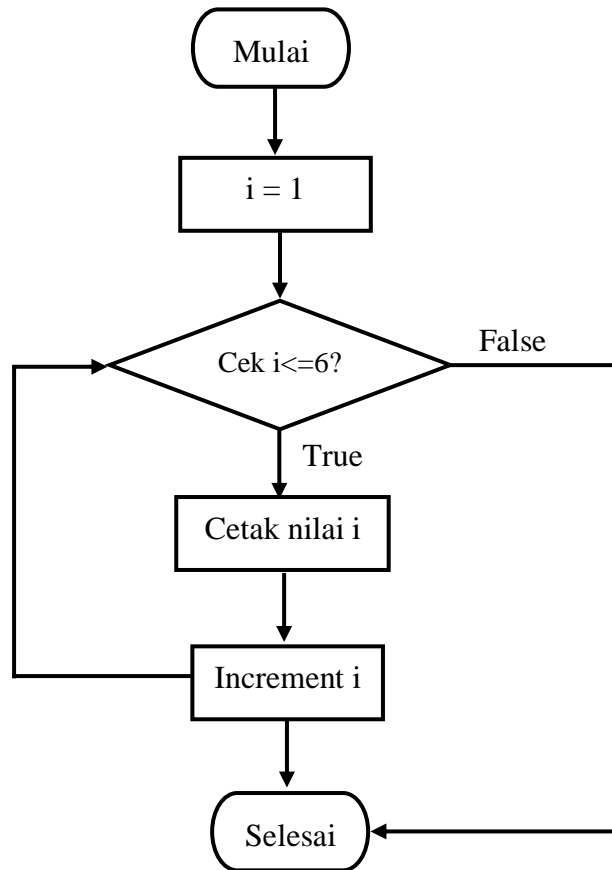 Mulai
i = 1
Cek i<=6?
False
True
Cetak nilai i
Increment i
Selesai